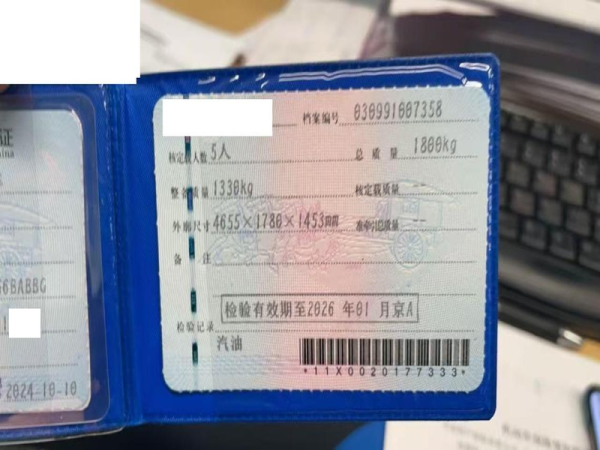 证
ina
6BABBG
2024-10-10
档案编号 030991007358
核定载人数 5人 总质量 1800kg
整备质量 1330kg 核定载质量 --
外廓尺寸 4655×1780×1453mm 准牵引总质量 --
备注
检验有效期至2026 年01 月京A
检验记录
汽油
*11X0020177333*